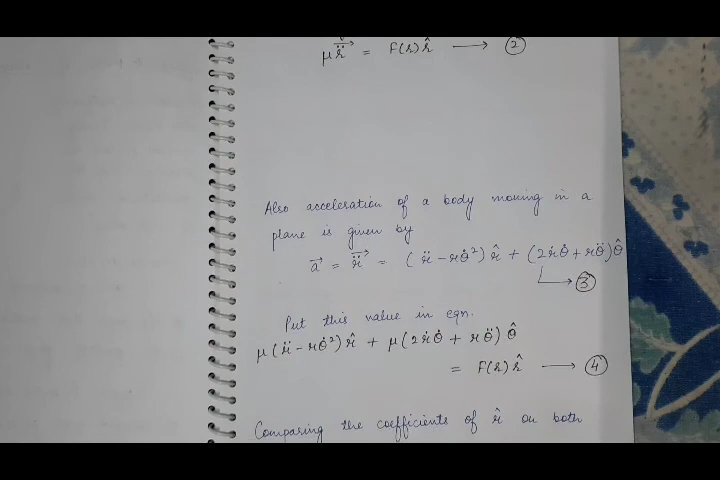 μ r̈⃗ = F(r) r̂ ⟶ ②
Also acceleration of a body moving in a
plane is given by
a⃗ = r̈⃗ = (r̈ - rθ̇²) r̂ + (2ṙθ̇ + rθ̈) θ̂
↳ ③
Put this value in eqn.
μ(r̈ - rθ̇²) r̂ + μ(2ṙθ̇ + rθ̈) θ̂
= F(r) r̂ ⟶ ④
Comparing the coefficients of r̂ on both